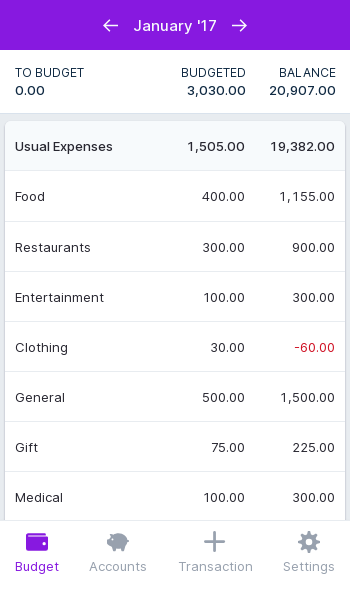 January '17
TO BUDGET BUDGETED BALANCE
0.00 3,030.00 20,907.00
Usual Expenses 1,505.00 19,382.00
Food 400.00 1,155.00
Restaurants 300.00 900.00
Entertainment 100.00 300.00
Clothing 30.00 -60.00
General 500.00 1,500.00
Gift 75.00 225.00
Medical 100.00 300.00
Budget Accounts Transaction Settings